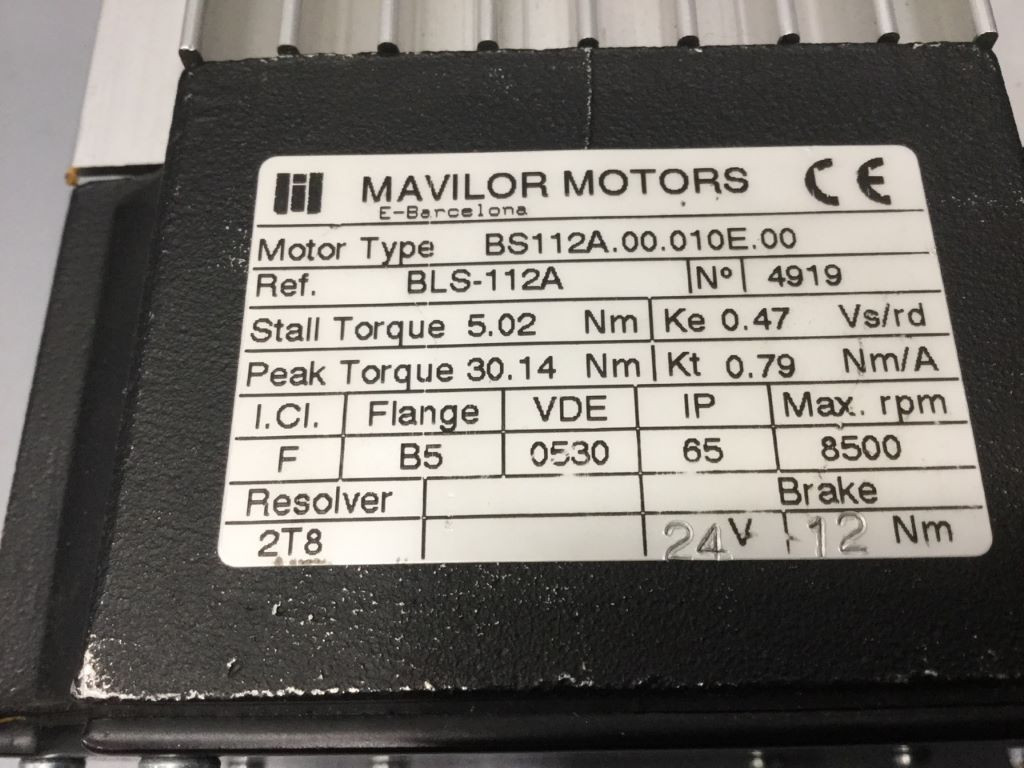 MAVILOR MOTORS CE
E-Barcelona
Motor Type BS112A.00.010E.00
Ref. BLS-112A Nº 4919
Stall Torque 5.02 Nm Ke 0.47 Vs/rd
Peak Torque 30.14 Nm Kt 0.79 Nm/A
I.Cl. Flange VDE IP Max. rpm
F B5 0530 65 8500
Resolver Brake
2T8 24 V 12 Nm